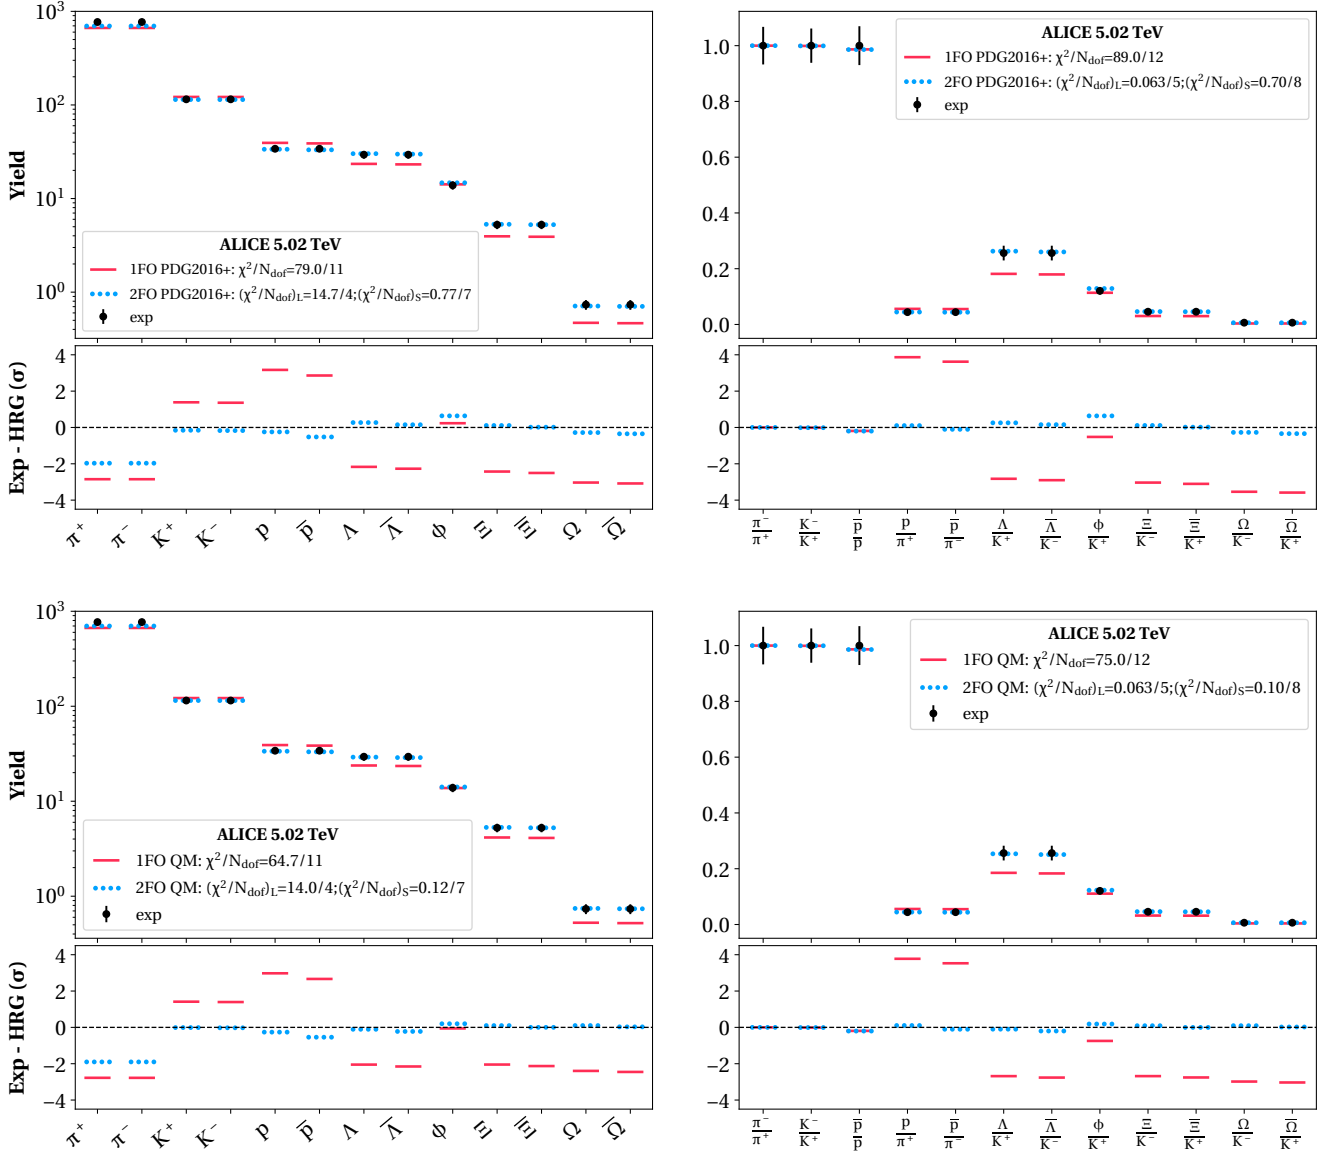 10³
10²
10¹
10⁰
Yield
ALICE 5.02 TeV
1FO PDG2016+: χ²/N_dof=79.0/11
2FO PDG2016+: (χ²/N_dof)_L=14.7/4;(χ²/N_dof)_S=0.77/7
exp
4
2
0
−2
−4
Exp - HRG (σ)
π⁺ π⁻ K⁺ K⁻ p p̅ Λ Λ̅ ϕ Ξ Ξ̅ Ω Ω̅
1.0
0.8
0.6
0.4
0.2
0.0
ALICE 5.02 TeV
1FO PDG2016+: χ²/N_dof=89.0/12
2FO PDG2016+: (χ²/N_dof)_L=0.063/5;(χ²/N_dof)_S=0.70/8
exp
4
2
0
−2
−4
π⁻/π⁺ K⁻/K⁺ p̅/p p/π⁺ p̅/π⁻ Λ/K⁺ Λ̅/K⁻ ϕ/K⁺ Ξ/K⁻ Ξ̅/K⁺ Ω/K⁻ Ω̅/K⁺
10³
10²
10¹
10⁰
Yield
ALICE 5.02 TeV
1FO QM: χ²/N_dof=64.7/11
2FO QM: (χ²/N_dof)_L=14.0/4;(χ²/N_dof)_S=0.12/7
exp
4
2
0
−2
−4
Exp - HRG (σ)
π⁺ π⁻ K⁺ K⁻ p p̅ Λ Λ̅ ϕ Ξ Ξ̅ Ω Ω̅
1.0
0.8
0.6
0.4
0.2
0.0
ALICE 5.02 TeV
1FO QM: χ²/N_dof=75.0/12
2FO QM: (χ²/N_dof)_L=0.063/5;(χ²/N_dof)_S=0.10/8
exp
4
2
0
−2
−4
π⁻/π⁺ K⁻/K⁺ p̅/p p/π⁺ p̅/π⁻ Λ/K⁺ Λ̅/K⁻ ϕ/K⁺ Ξ/K⁻ Ξ̅/K⁺ Ω/K⁻ Ω̅/K⁺